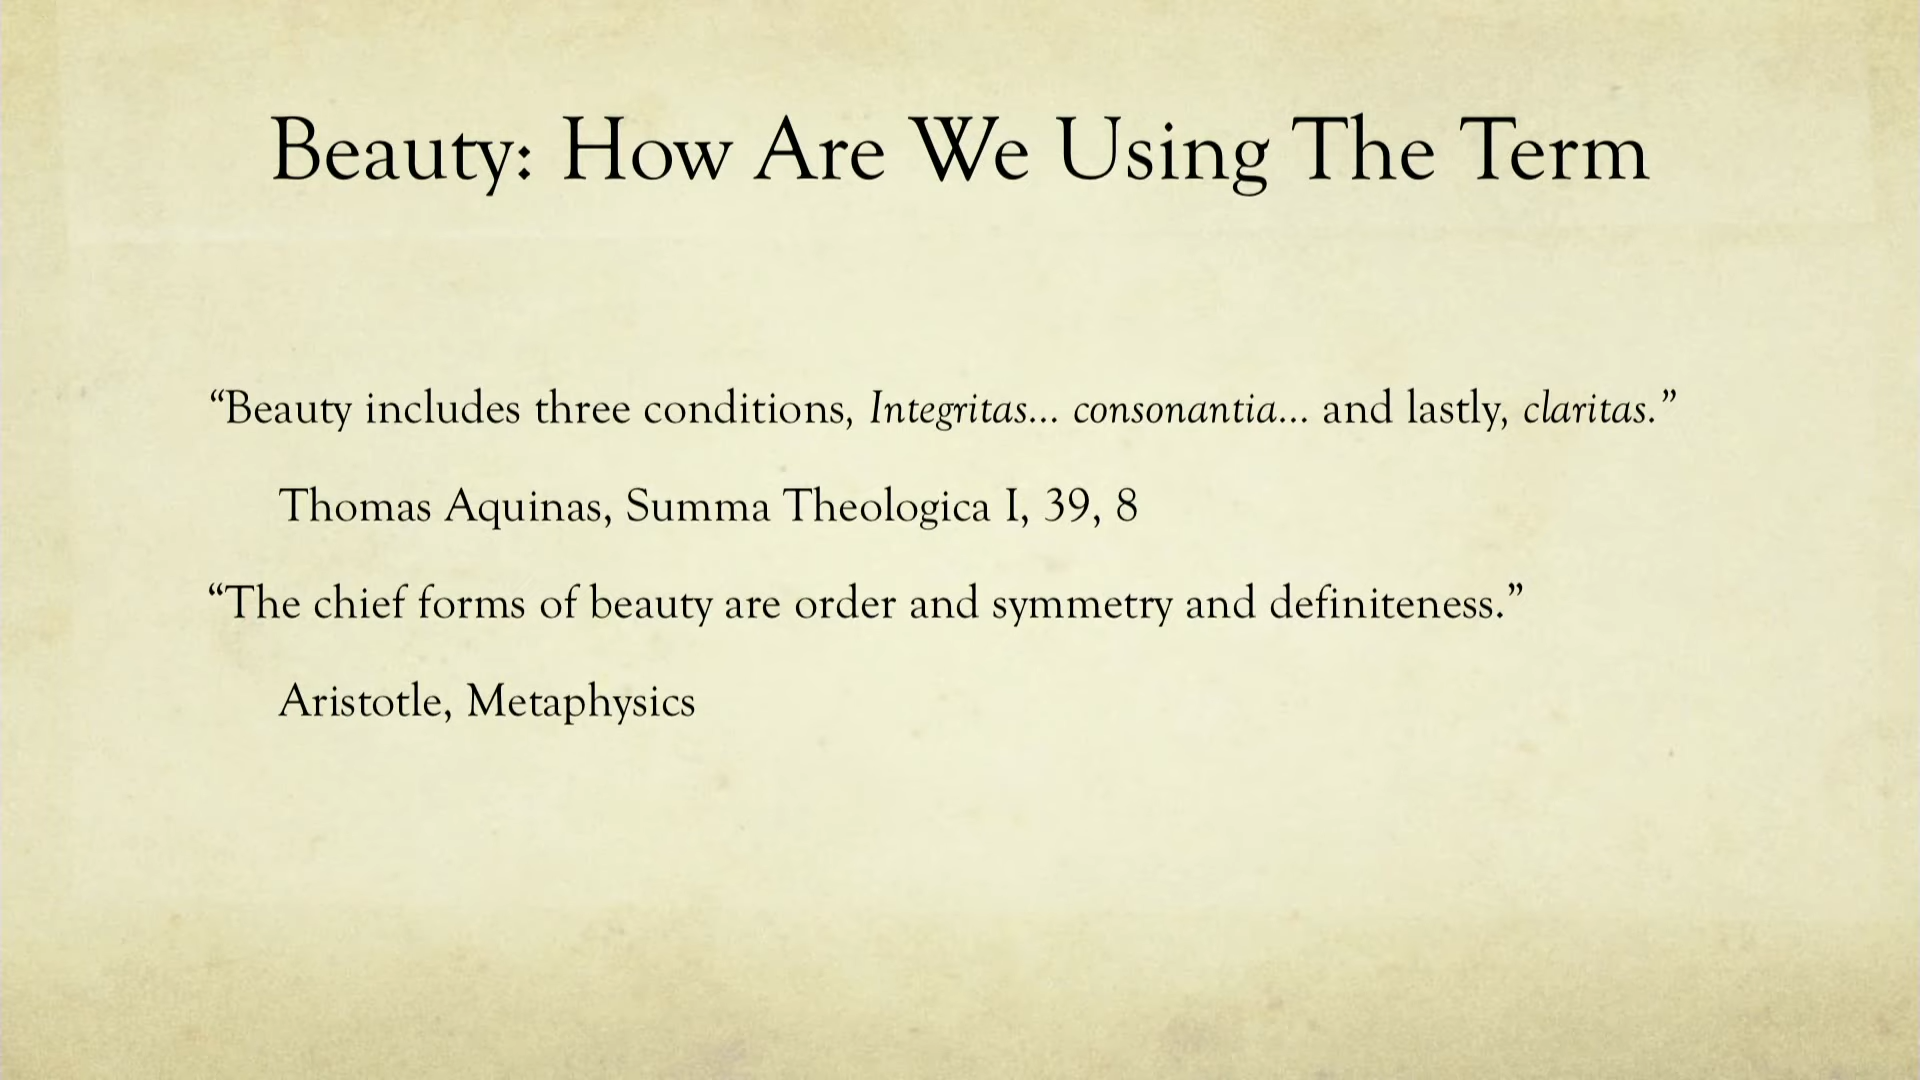 Beauty: How Are We Using The Term
“Beauty includes three conditions, Integritas... consonantia... and lastly, claritas.”
Thomas Aquinas, Summa Theologica I, 39, 8
“The chief forms of beauty are order and symmetry and definiteness.”
Aristotle, Metaphysics